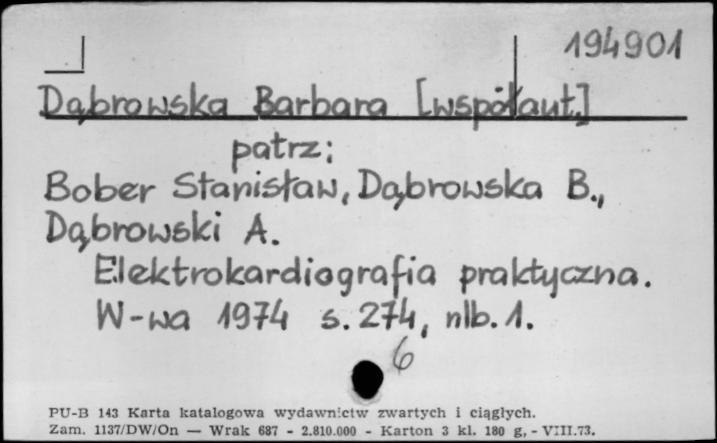 194901
Dąbrowska Barbara [współaut.]
patrz:
Bober Stanisław, Dąbrowska B.,
Dąbrowski A.
Elektrokardiografia praktyczna.
W-wa 1974 s. 274, nlb. 1.
6
PU-B 143 Karta katalogowa wydawnictw zwartych i ciągłych.
Zam. 1137/DW/On — Wrak 687 - 2.810.000 - Karton 3 kl. 180 g, - VIII.73.